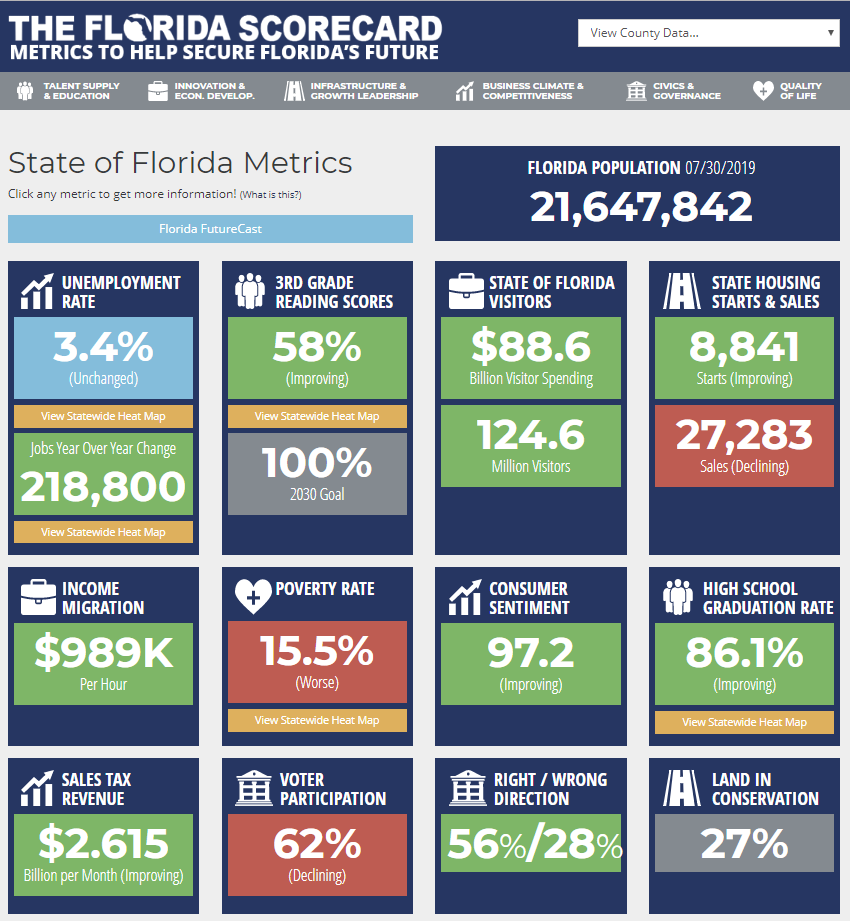 THE FLORIDA SCORECARD
METRICS TO HELP SECURE FLORIDA'S FUTURE
View County Data...
TALENT SUPPLY
& EDUCATION
INNOVATION &
ECON. DEVELOP.
INFRASTRUCTURE &
GROWTH LEADERSHIP
BUSINESS CLIMATE &
COMPETITIVENESS
CIVICS &
GOVERNANCE
QUALITY
OF LIFE
State of Florida Metrics
Click any metric to get more information! (What is this?)
Florida FutureCast
FLORIDA POPULATION 07/30/2019
21,647,842
UNEMPLOYMENT
RATE
3.4%
(Unchanged)
View Statewide Heat Map
Jobs Year Over Year Change
218,800
View Statewide Heat Map
3RD GRADE
READING SCORES
58%
(Improving)
View Statewide Heat Map
100%
2030 Goal
STATE OF FLORIDA
VISITORS
$88.6
Billion Visitor Spending
124.6
Million Visitors
STATE HOUSING
STARTS & SALES
8,841
Starts (Improving)
27,283
Sales (Declining)
INCOME
MIGRATION
$989K
Per Hour
POVERTY RATE
15.5%
(Worse)
View Statewide Heat Map
CONSUMER
SENTIMENT
97.2
(Improving)
HIGH SCHOOL
GRADUATION RATE
86.1%
(Improving)
View Statewide Heat Map
SALES TAX
REVENUE
$2.615
Billion per Month (Improving)
VOTER
PARTICIPATION
62%
(Declining)
RIGHT / WRONG
DIRECTION
56%/28%
LAND IN
CONSERVATION
27%